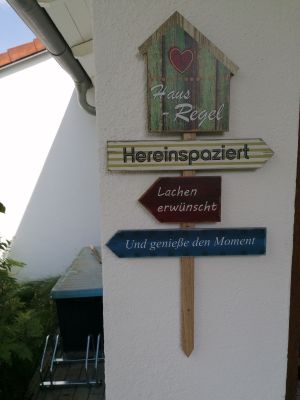 Haus
-Regel
Hereinspaziert
Lachen
erwünscht
Und genieße den Moment